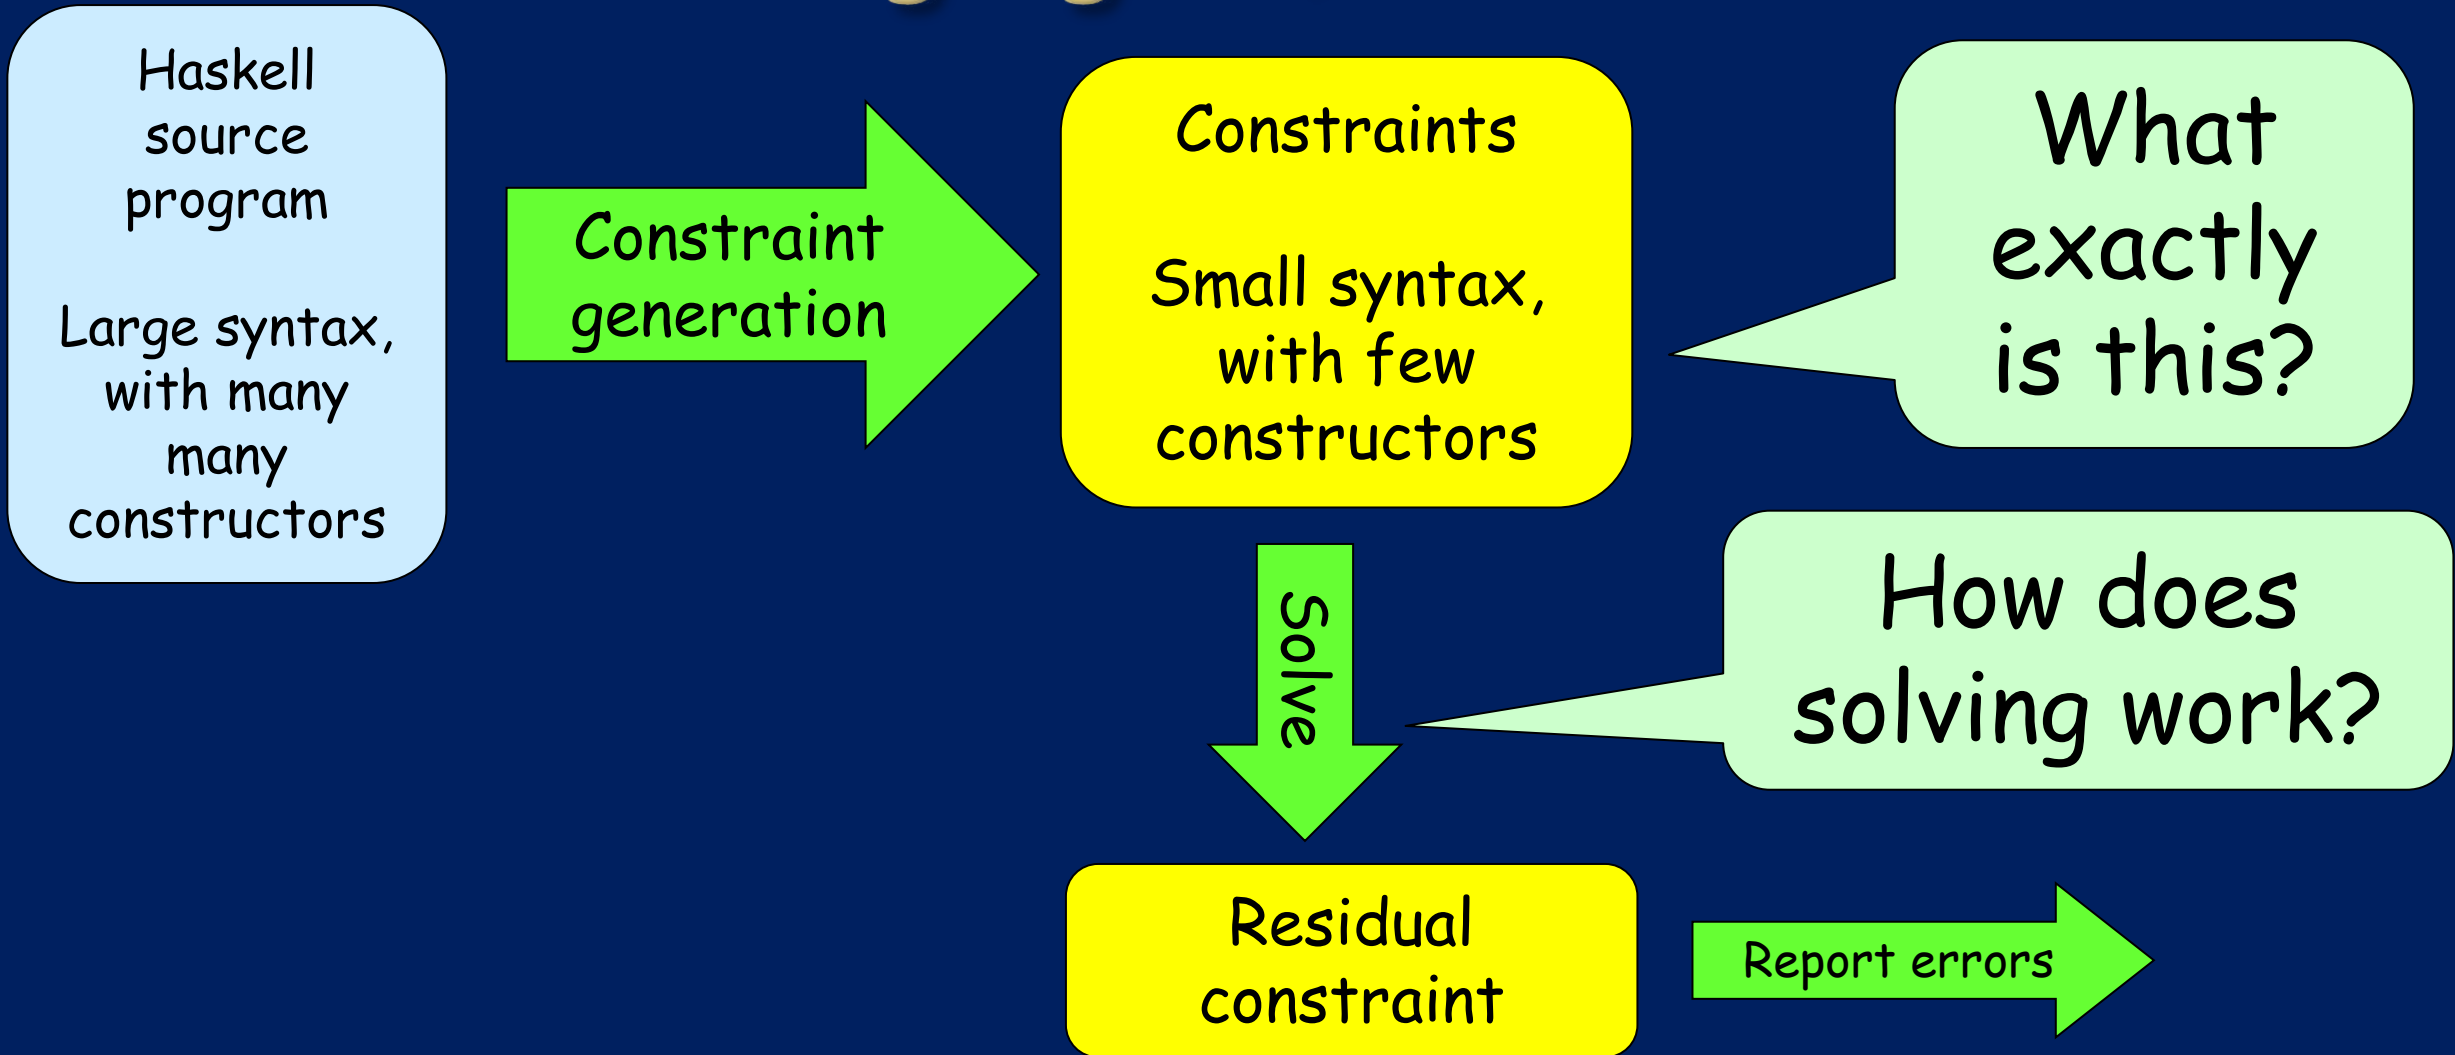 Haskell
source
program
Large syntax,
with many
many
constructors
Constraint
generation
Constraints
Small syntax,
with few
constructors
What
exactly
is this?
Solve
How does
solving work?
Residual
constraint
Report errors